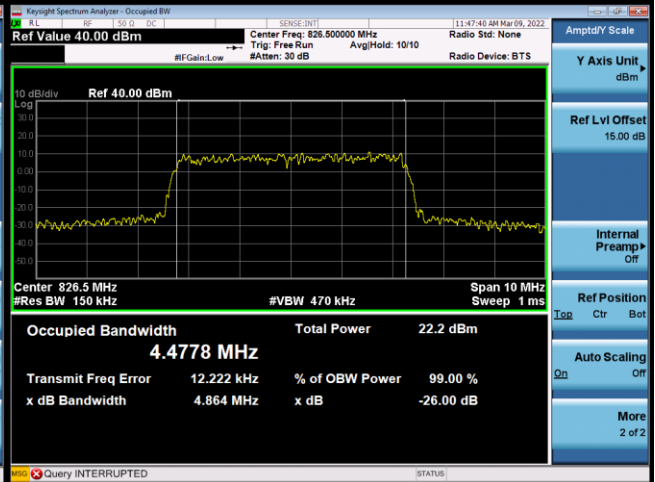 Keysight Spectrum Analyzer - Occupied BW
RL RF 50 Ω DC SENSE:INT 11:47:40 AM Mar 09, 2022
Ref Value 40.00 dBm Center Freq: 826.500000 MHz Radio Std: None
Trig: Free Run Avg|Hold: 10/10
#IFGain:Low #Atten: 30 dB Radio Device: BTS
10 dB/div Ref 40.00 dBm
Log
30.0
20.0
10.0
0.00
-10.0
-20.0
-30.0
-40.0
-50.0
Center 826.5 MHz Span 10 MHz
#Res BW 150 kHz #VBW 470 kHz Sweep 1 ms
Occupied Bandwidth Total Power 22.2 dBm
4.4778 MHz
Transmit Freq Error 12.222 kHz % of OBW Power 99.00 %
x dB Bandwidth 4.864 MHz x dB -26.00 dB
MSG Query INTERRUPTED STATUS
Amptd/Y Scale
Y Axis Unit
dBm
Ref Lvl Offset
15.00 dB
Internal
Preamp
Off
Ref Position
Top Ctr Bot
Auto Scaling
On Off
More
2 of 2